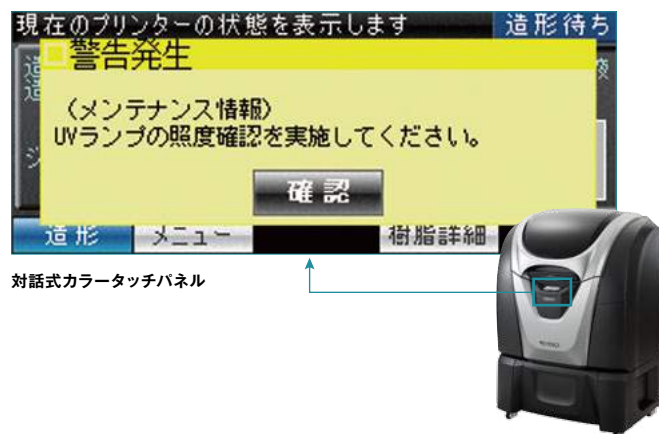 現在のプリンターの状態を表示します 造形待ち
警告発生
(メンテナンス情報)
UVランプの照度確認を実施してください。
確認
造形 メニュー 樹脂詳細
対話式カラータッチパネル